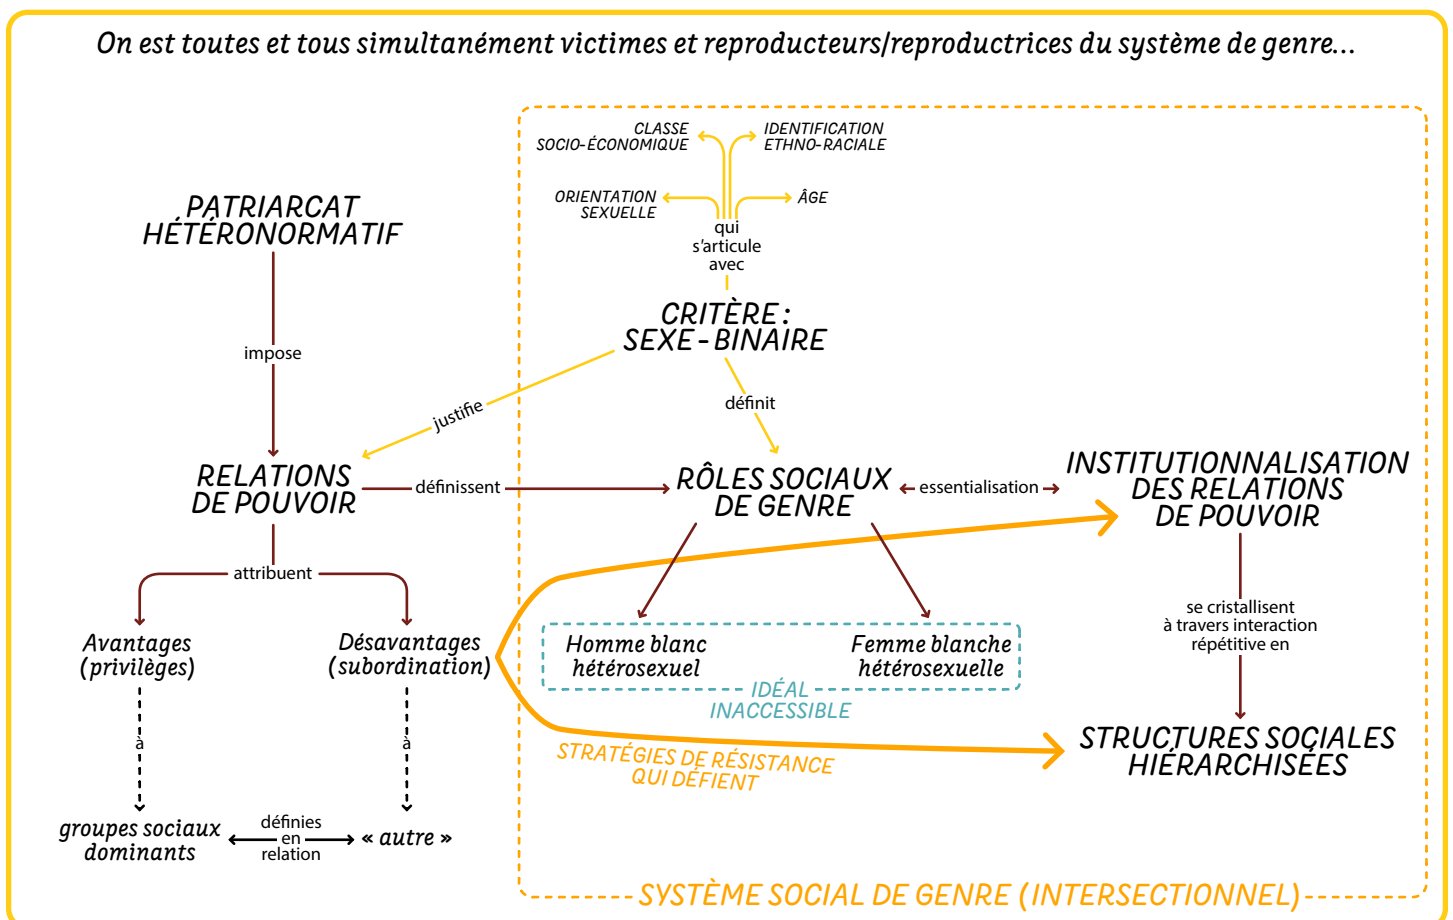 On est toutes et tous simultanément victimes et reproducteurs/reproductrices du système de genre...
CLASSE
SOCIO-ÉCONOMIQUE
IDENTIFICATION
ETHNO-RACIALE
ORIENTATION
SEXUELLE
ÂGE
qui
s'articule
avec
PATRIARCAT
HÉTÉRONORMATIF
CRITÈRE :
SEXE - BINAIRE
impose
justifie
définit
RELATIONS
DE POUVOIR
définissent
RÔLES SOCIAUX
DE GENRE
essentialisation
INSTITUTIONNALISATION
DES RELATIONS
DE POUVOIR
attribuent
Avantages
(privilèges)
Désavantages
(subordination)
Homme blanc
hétérosexuel
Femme blanche
hétérosexuelle
IDÉAL
INACCESSIBLE
se cristallisent
à travers interaction
répétitive en
à
à
STRATÉGIES DE RÉSISTANCE
QUI DÉFIENT
STRUCTURES SOCIALES
HIÉRARCHISÉES
groupes sociaux
dominants
définies
en
relation
« autre »
SYSTÈME SOCIAL DE GENRE (INTERSECTIONNEL)